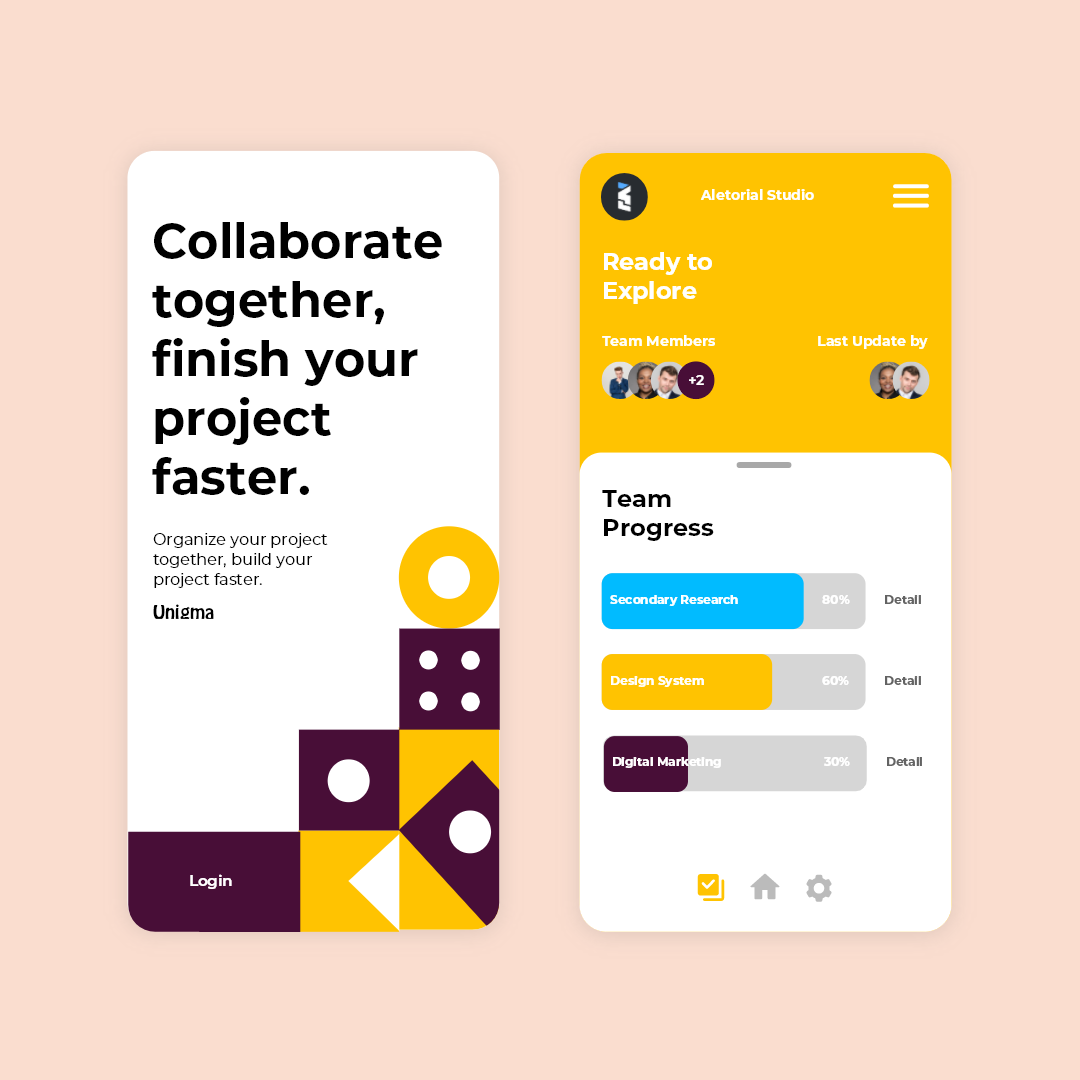 Collaborate
together,
finish your
project
faster.
Organize your project
together, build your
project faster.
Unigma
Login
Aletorial Studio
Ready to
Explore
Team Members
Last Update by
+2
Team
Progress
Secondary Research 80% Detail
Design System 60% Detail
Digital Marketing 30% Detail